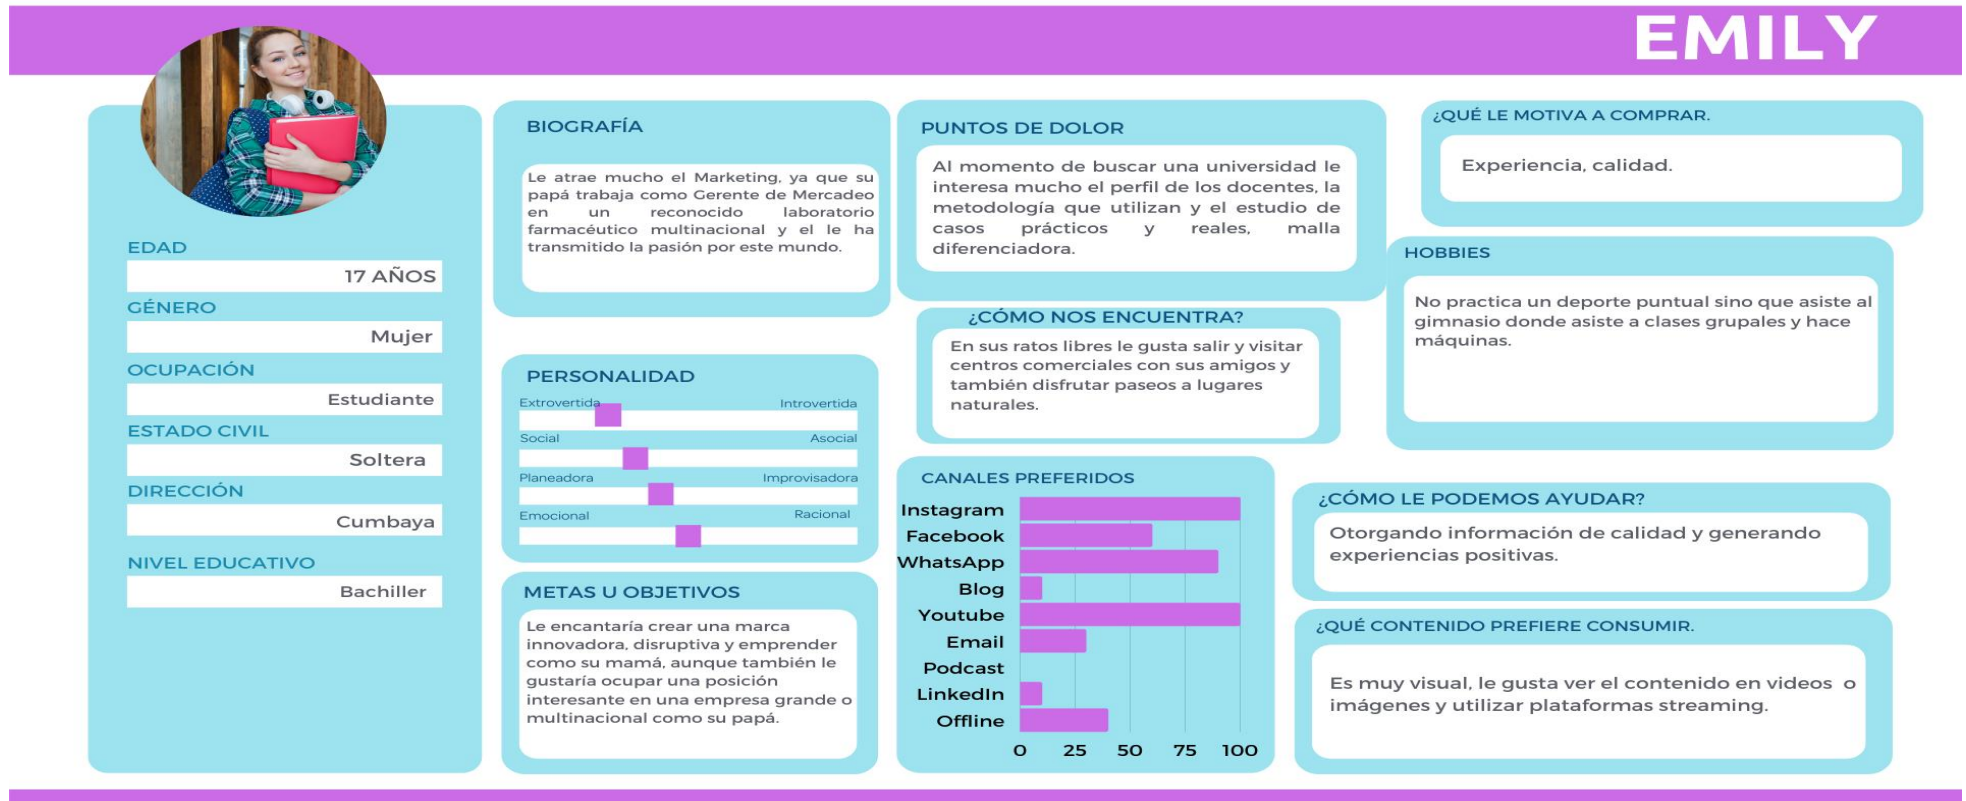 EMILY
EDAD
17 AÑOS
GÉNERO
Mujer
OCUPACIÓN
Estudiante
ESTADO CIVIL
Soltera
DIRECCIÓN
Cumbaya
NIVEL EDUCATIVO
Bachiller
BIOGRAFÍA
Le atrae mucho el Marketing, ya que su
papá trabaja como Gerente de Mercadeo
en un reconocido laboratorio
farmacéutico multinacional y el le ha
transmitido la pasión por este mundo.
PERSONALIDAD
Extrovertida Introvertida
Social Asocial
Planeadora Improvisadora
Emocional Racional
METAS U OBJETIVOS
Le encantaría crear una marca
innovadora, disruptiva y emprender
como su mamá, aunque también le
gustaría ocupar una posición
interesante en una empresa grande o
multinacional como su papá.
PUNTOS DE DOLOR
Al momento de buscar una universidad le
interesa mucho el perfil de los docentes, la
metodología que utilizan y el estudio de
casos prácticos y reales, malla
diferenciadora.
¿CÓMO NOS ENCUENTRA?
En sus ratos libres le gusta salir y visitar
centros comerciales con sus amigos y
también disfrutar paseos a lugares
naturales.
CANALES PREFERIDOS
Instagram
Facebook
WhatsApp
Blog
Youtube
Email
Podcast
LinkedIn
Offline
0 25 50 75 100
¿QUÉ LE MOTIVA A COMPRAR.
Experiencia, calidad.
HOBBIES
No practica un deporte puntual sino que asiste al
gimnasio donde asiste a clases grupales y hace
máquinas.
¿CÓMO LE PODEMOS AYUDAR?
Otorgando información de calidad y generando
experiencias positivas.
¿QUÉ CONTENIDO PREFIERE CONSUMIR.
Es muy visual, le gusta ver el contenido en videos o
imágenes y utilizar plataformas streaming.